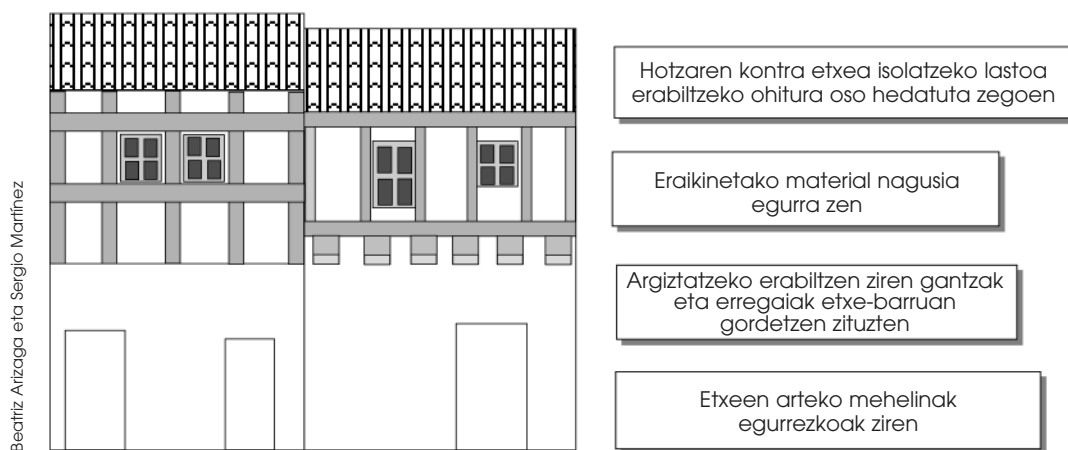 Beatriz Arizaga eta Sergio Martínez
Hotzaren kontra etxea isolatzeko lastoa
erabiltzeko ohitura oso hedatuta zegoen
Eraikinetako material nagusia
egurra zen
Argiztatzeko erabiltzen ziren gantzak
eta erregaiak etxe-barruan
gordetzen zituzten
Etxeen arteko mehelinak
egurrezkoak ziren